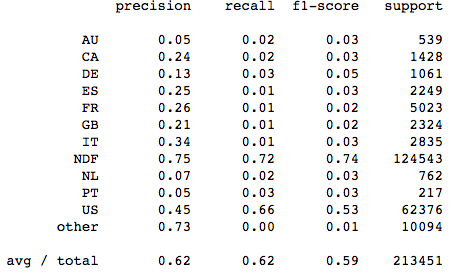 precision recall f1-score support
AU 0.05 0.02 0.03 539
CA 0.24 0.02 0.03 1428
DE 0.13 0.03 0.05 1061
ES 0.25 0.01 0.03 2249
FR 0.26 0.01 0.02 5023
GB 0.21 0.01 0.02 2324
IT 0.34 0.01 0.03 2835
NDF 0.75 0.72 0.74 124543
NL 0.07 0.02 0.03 762
PT 0.05 0.03 0.03 217
US 0.45 0.66 0.53 62376
other 0.73 0.00 0.01 10094
avg / total 0.62 0.62 0.59 213451